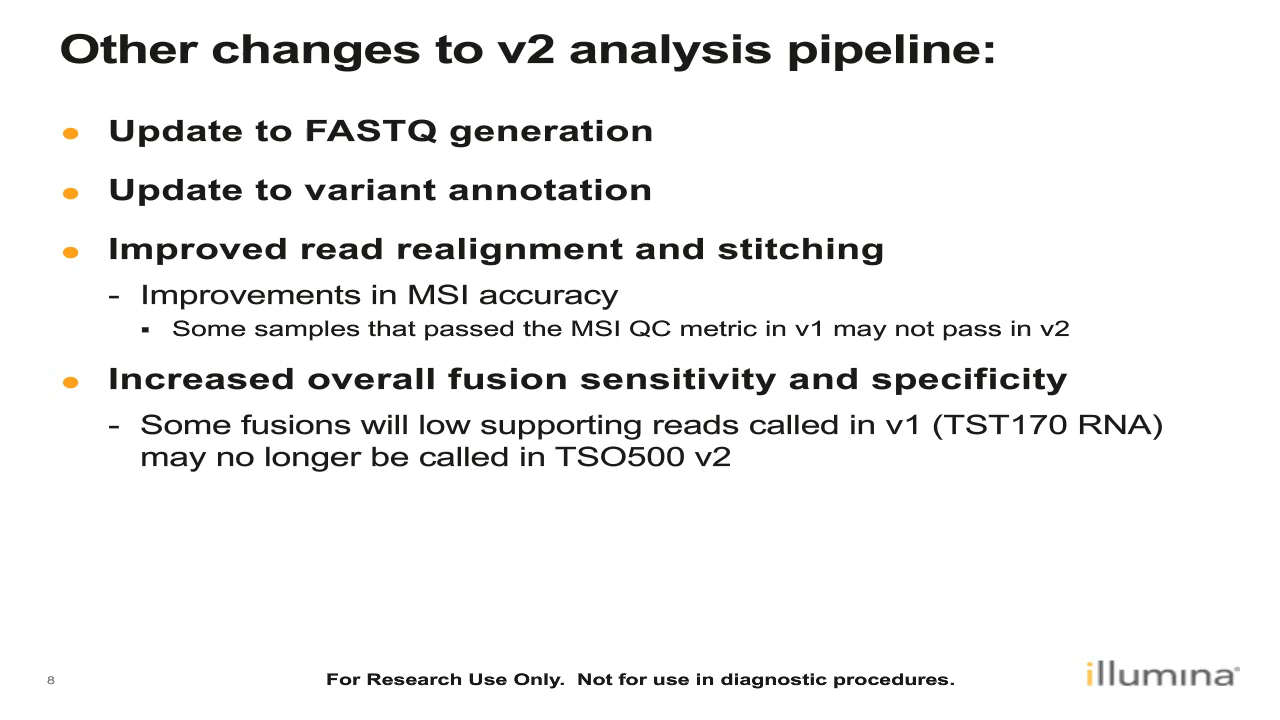 Other changes to v2 analysis pipeline:
• Update to FASTQ generation
• Update to variant annotation
• Improved read realignment and stitching
- Improvements in MSI accuracy
▪ Some samples that passed the MSI QC metric in v1 may not pass in v2
• Increased overall fusion sensitivity and specificity
- Some fusions will low supporting reads called in v1 (TST170 RNA)
may no longer be called in TSO500 v2
8
For Research Use Only. Not for use in diagnostic procedures.
illumina®